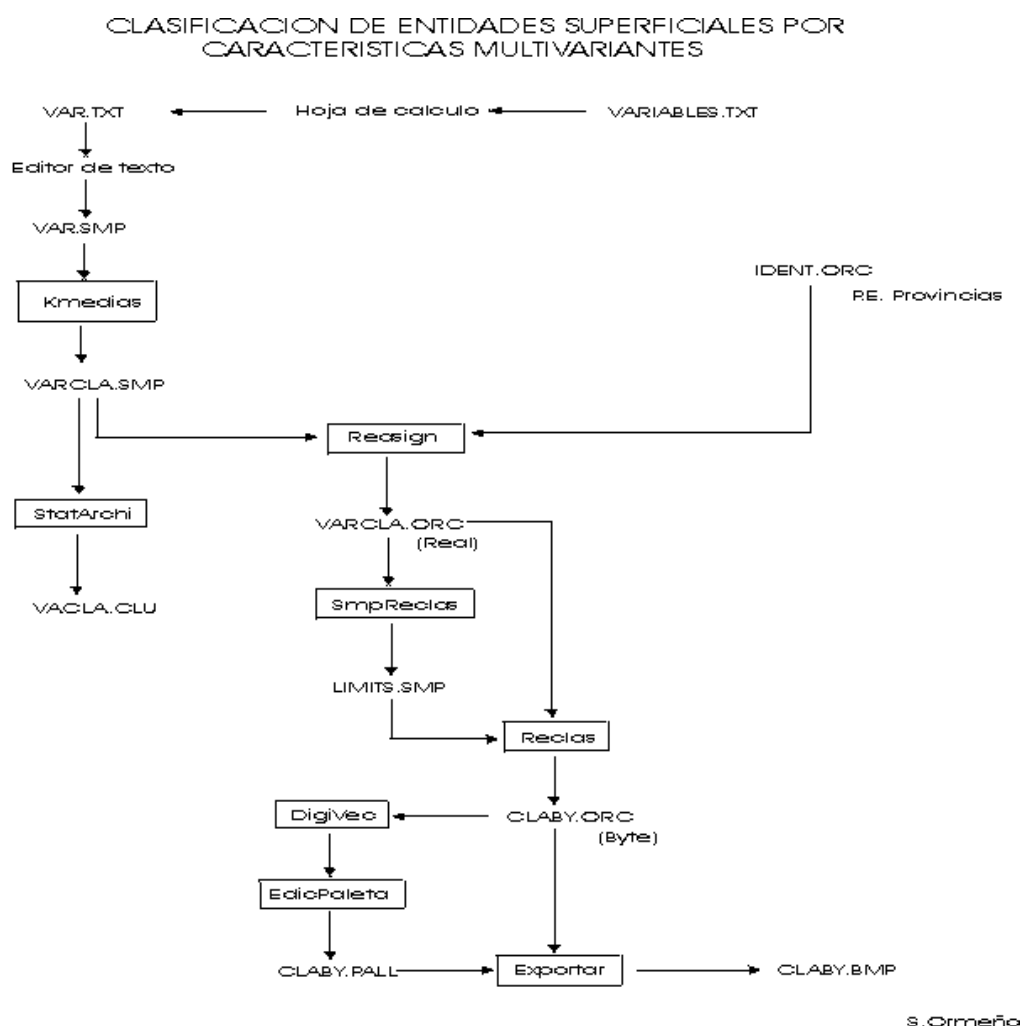 CLASIFICACION DE ENTIDADES SUPERFICIALES POR
CARACTERISTICAS MULTIVARIANTES
VAR.TXT
Hoja de calculo
VARIABLES.TXT
Editor de texto
VAR.SMP
IDENT.ORC
P.E. Provincias
Kmedias
VARCLA.SMP
Reasign
StatArchi
VARCLA.ORC
(Real)
SmpReclas
VACLA.CLU
LIMITS.SMP
Reclas
DigiVec
CLABY.ORC
(Byte)
EdicPaleta
CLABY.PALL
Exportar
CLABY.BMP
S.Ormeño